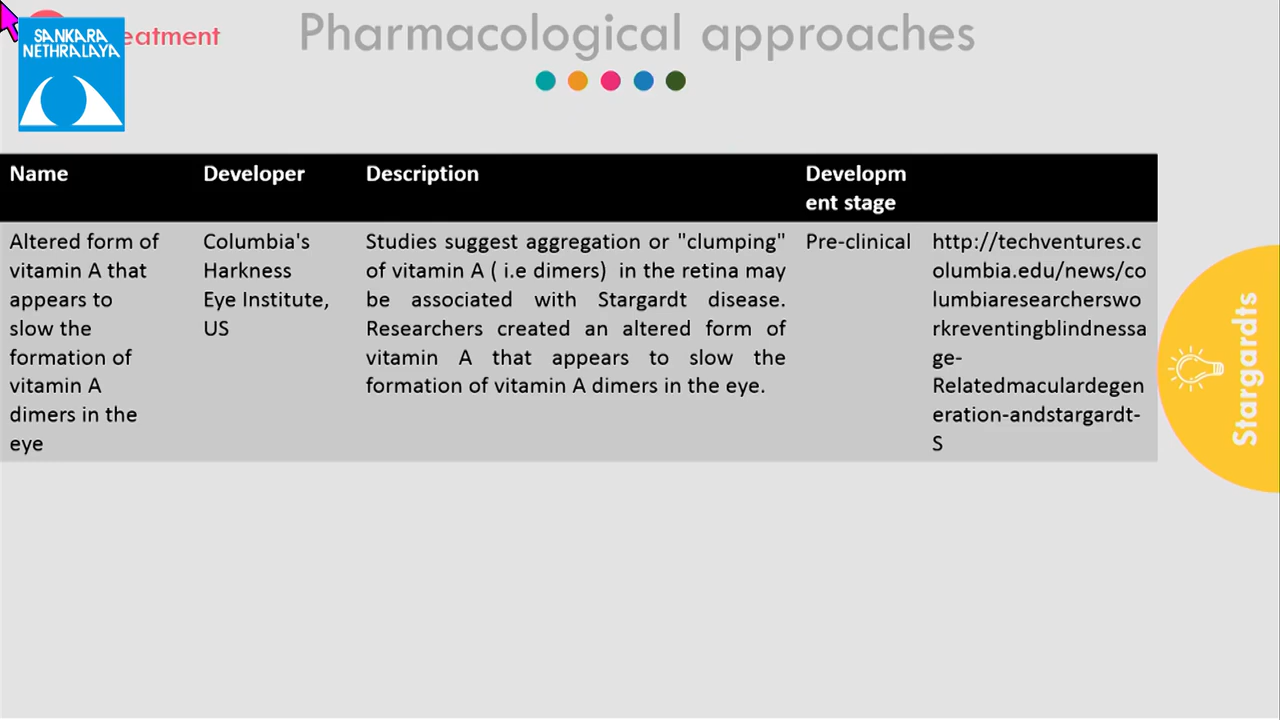 SANKARA
NETHRALAYA
eatment
Pharmacological approaches
Name
Developer
Description
Developm
ent stage
Altered form of
vitamin A that
appears to
slow the
formation of
vitamin A
dimers in the
eye
Columbia's
Harkness
Eye Institute,
US
Studies suggest aggregation or "clumping"
of vitamin A ( i.e dimers) in the retina may
be associated with Stargardt disease.
Researchers created an altered form of
vitamin A that appears to slow the
formation of vitamin A dimers in the eye.
Pre-clinical
http://techventures.c
olumbia.edu/news/co
lumbiaresearcherswo
rkreventingblindnessa
ge-
Relatedmaculardegen
eration-andstargardt-
S
Stargardts